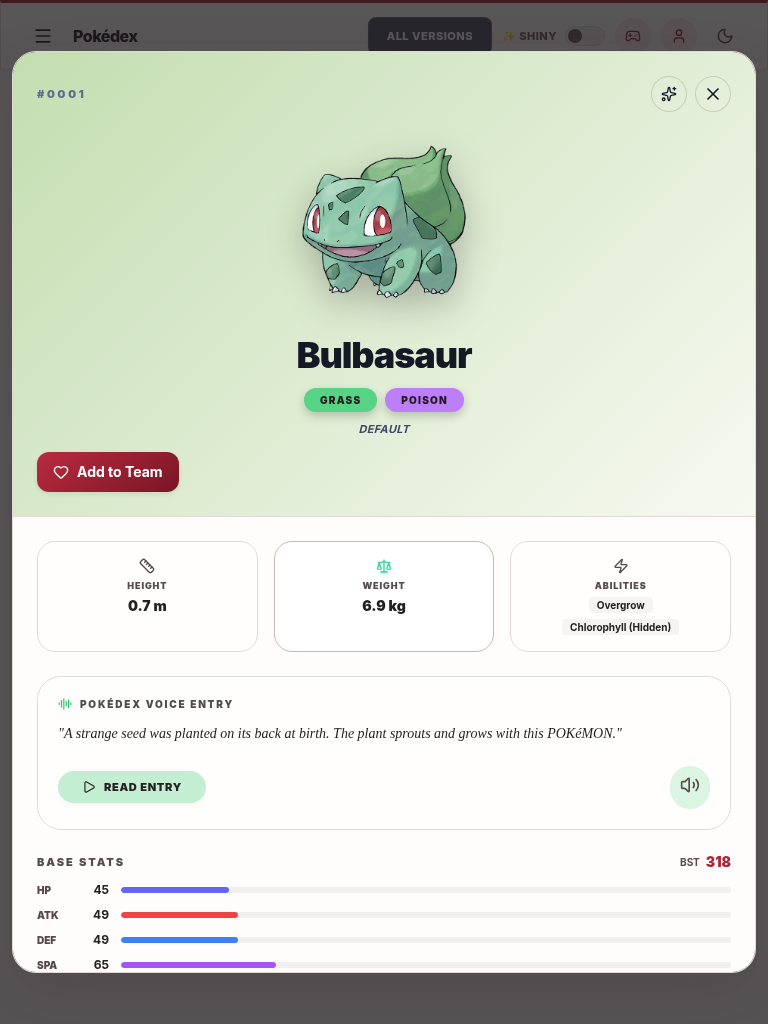 Pokédex
ALL VERSIONS
✨ SHINY
#0001
Bulbasaur
GRASS
POISON
DEFAULT
Add to Team
HEIGHT
0.7 m
WEIGHT
6.9 kg
ABILITIES
Overgrow
Chlorophyll (Hidden)
POKÉDEX VOICE ENTRY
"A strange seed was planted on its back at birth. The plant sprouts and grows with this POKéMON."
READ ENTRY
BASE STATS
BST 318
HP 45
ATK 49
DEF 49
SPA 65